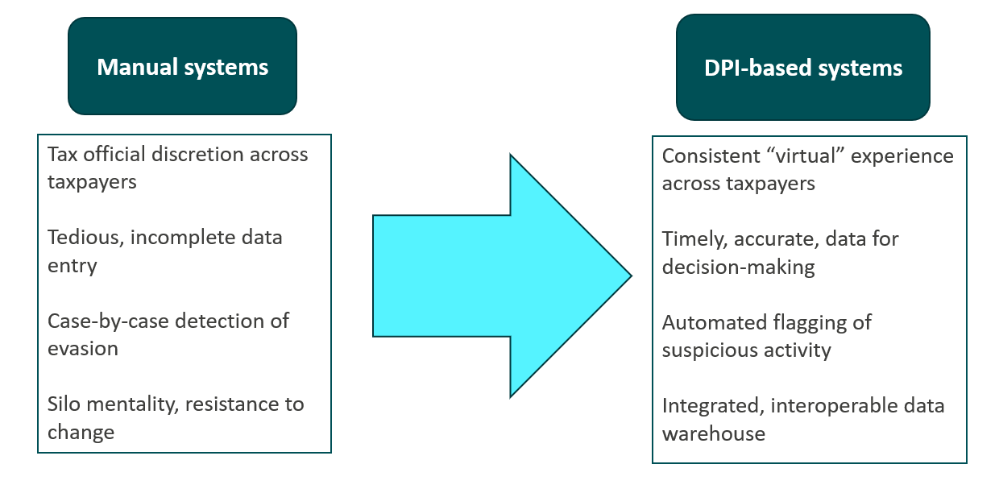 Manual systems
DPI-based systems
Tax official discretion across
taxpayers
Tedious, incomplete data
entry
Case-by-case detection of
evasion
Silo mentality, resistance to
change
Consistent “virtual” experience
across taxpayers
Timely, accurate, data for
decision-making
Automated flagging of
suspicious activity
Integrated, interoperable data
warehouse